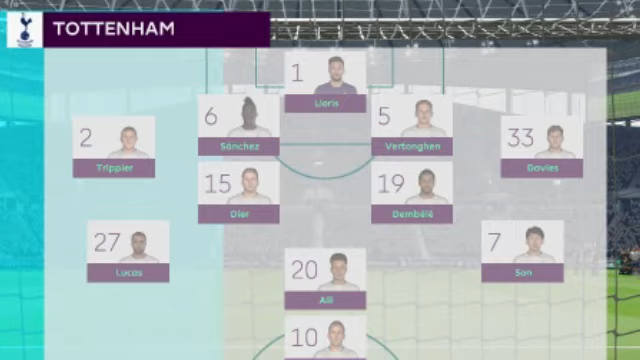 TOTTENHAM
1
Lloris
6
Sánchez
5
Vertonghen
2
Trippier
33
Davies
15
Dier
19
Dembélé
27
Lucas
7
Son
20
Alli
10